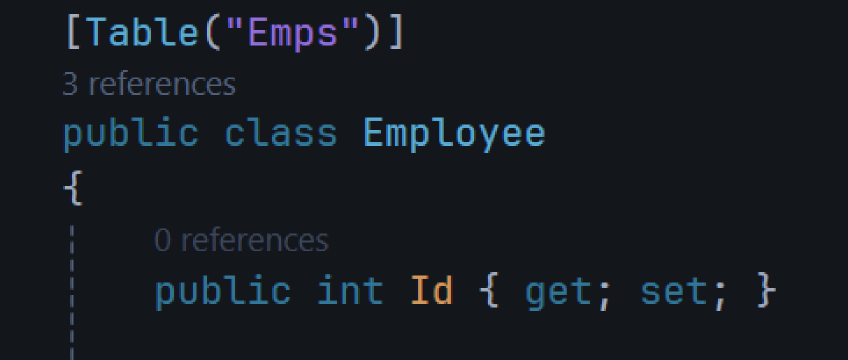 [Table("Emps")]
3 references
public class Employee
{
0 references
public int Id { get; set; }